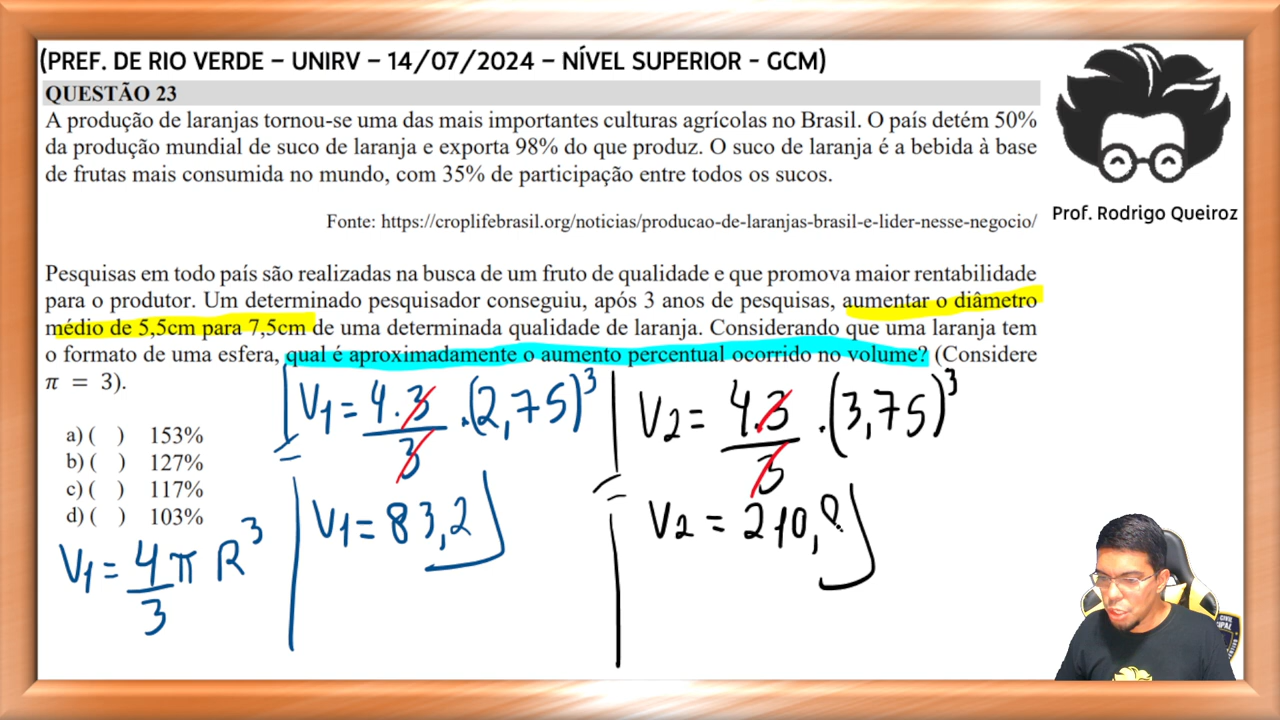 (PREF. DE RIO VERDE – UNIRV – 14/07/2024 – NÍVEL SUPERIOR - GCM)
QUESTÃO 23
A produção de laranjas tornou-se uma das mais importantes culturas agrícolas no Brasil. O país detém 50%
da produção mundial de suco de laranja e exporta 98% do que produz. O suco de laranja é a bebida à base
de frutas mais consumida no mundo, com 35% de participação entre todos os sucos.
Prof. Rodrigo Queiroz
Fonte: https://croplifebrasil.org/noticias/producao-de-laranjas-brasil-e-lider-nesse-negocio/
Pesquisas em todo país são realizadas na busca de um fruto de qualidade e que promova maior rentabilidade
para o produtor. Um determinado pesquisador conseguiu, após 3 anos de pesquisas, aumentar o diâmetro
médio de 5,5cm para 7,5cm de uma determinada qualidade de laranja. Considerando que uma laranja tem
o formato de uma esfera, qual é aproximadamente o aumento percentual ocorrido no volume? (Considere
π = 3).
a) ( ) 153%
b) ( ) 127%
c) ( ) 117%
d) ( ) 103%
V1 = 4/3 π R³
V1 = 4.3/3 .(2,75)³
V1 = 83,2
V2 = 4.3/3 .(3,75)³
V2 = 210,9
CIVIL